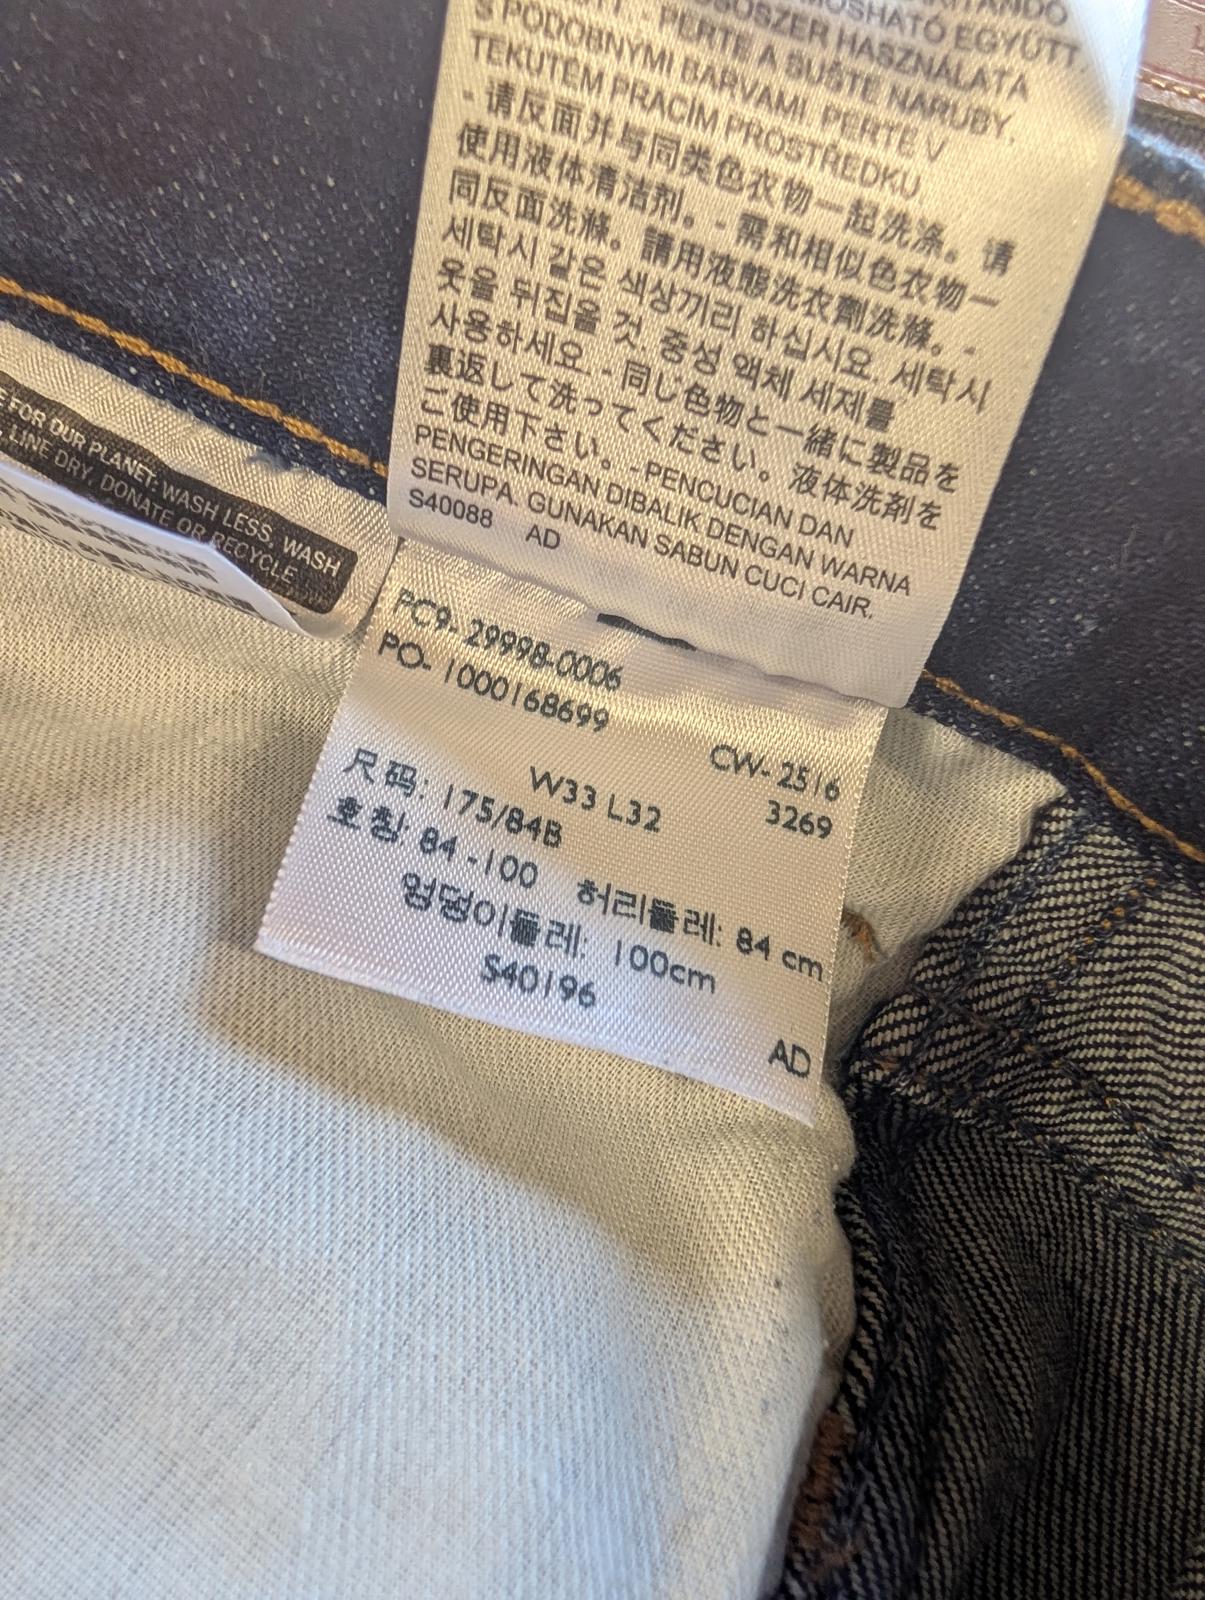 MOSHATÓ EGYÜTT.
MOSÓSZER HASZNÁLATA
- PERTE A SUŠTE NARUBY,
S PODOBNÝMI BARVAMI. PERTE V
TEKUTÉM PRACÍM PROSTŘEDKU.
- 请反面并与同类色衣物一起洗涤。请
使用液体清洁剂。- 需和相似色衣物一
同反面洗滌。請用液態洗衣劑洗滌。-
세탁시 같은 색상끼리 하십시요. 세탁시
옷을 뒤집을 것. 중성 액체 세제를
사용하세요. - 同じ色物と一緒に製品を
裏返して洗ってください。液体洗剤を
ご使用下さい。-PENCUCIAN DAN
PENGERINGAN DIBALIK DENGAN WARNA
SERUPA. GUNAKAN SABUN CUCI CAIR.
S40088 AD
FOR OUR PLANET: WASH LESS, WASH
LINE DRY, DONATE OR RECYCLE
PC9- 29998-0006
PO- 1000168699
CW- 2516
W33 L32 3269
尺码: 175/84B
호칭: 84 -100 허리둘레: 84 cm
엉덩이둘레: 100cm
S40196
AD